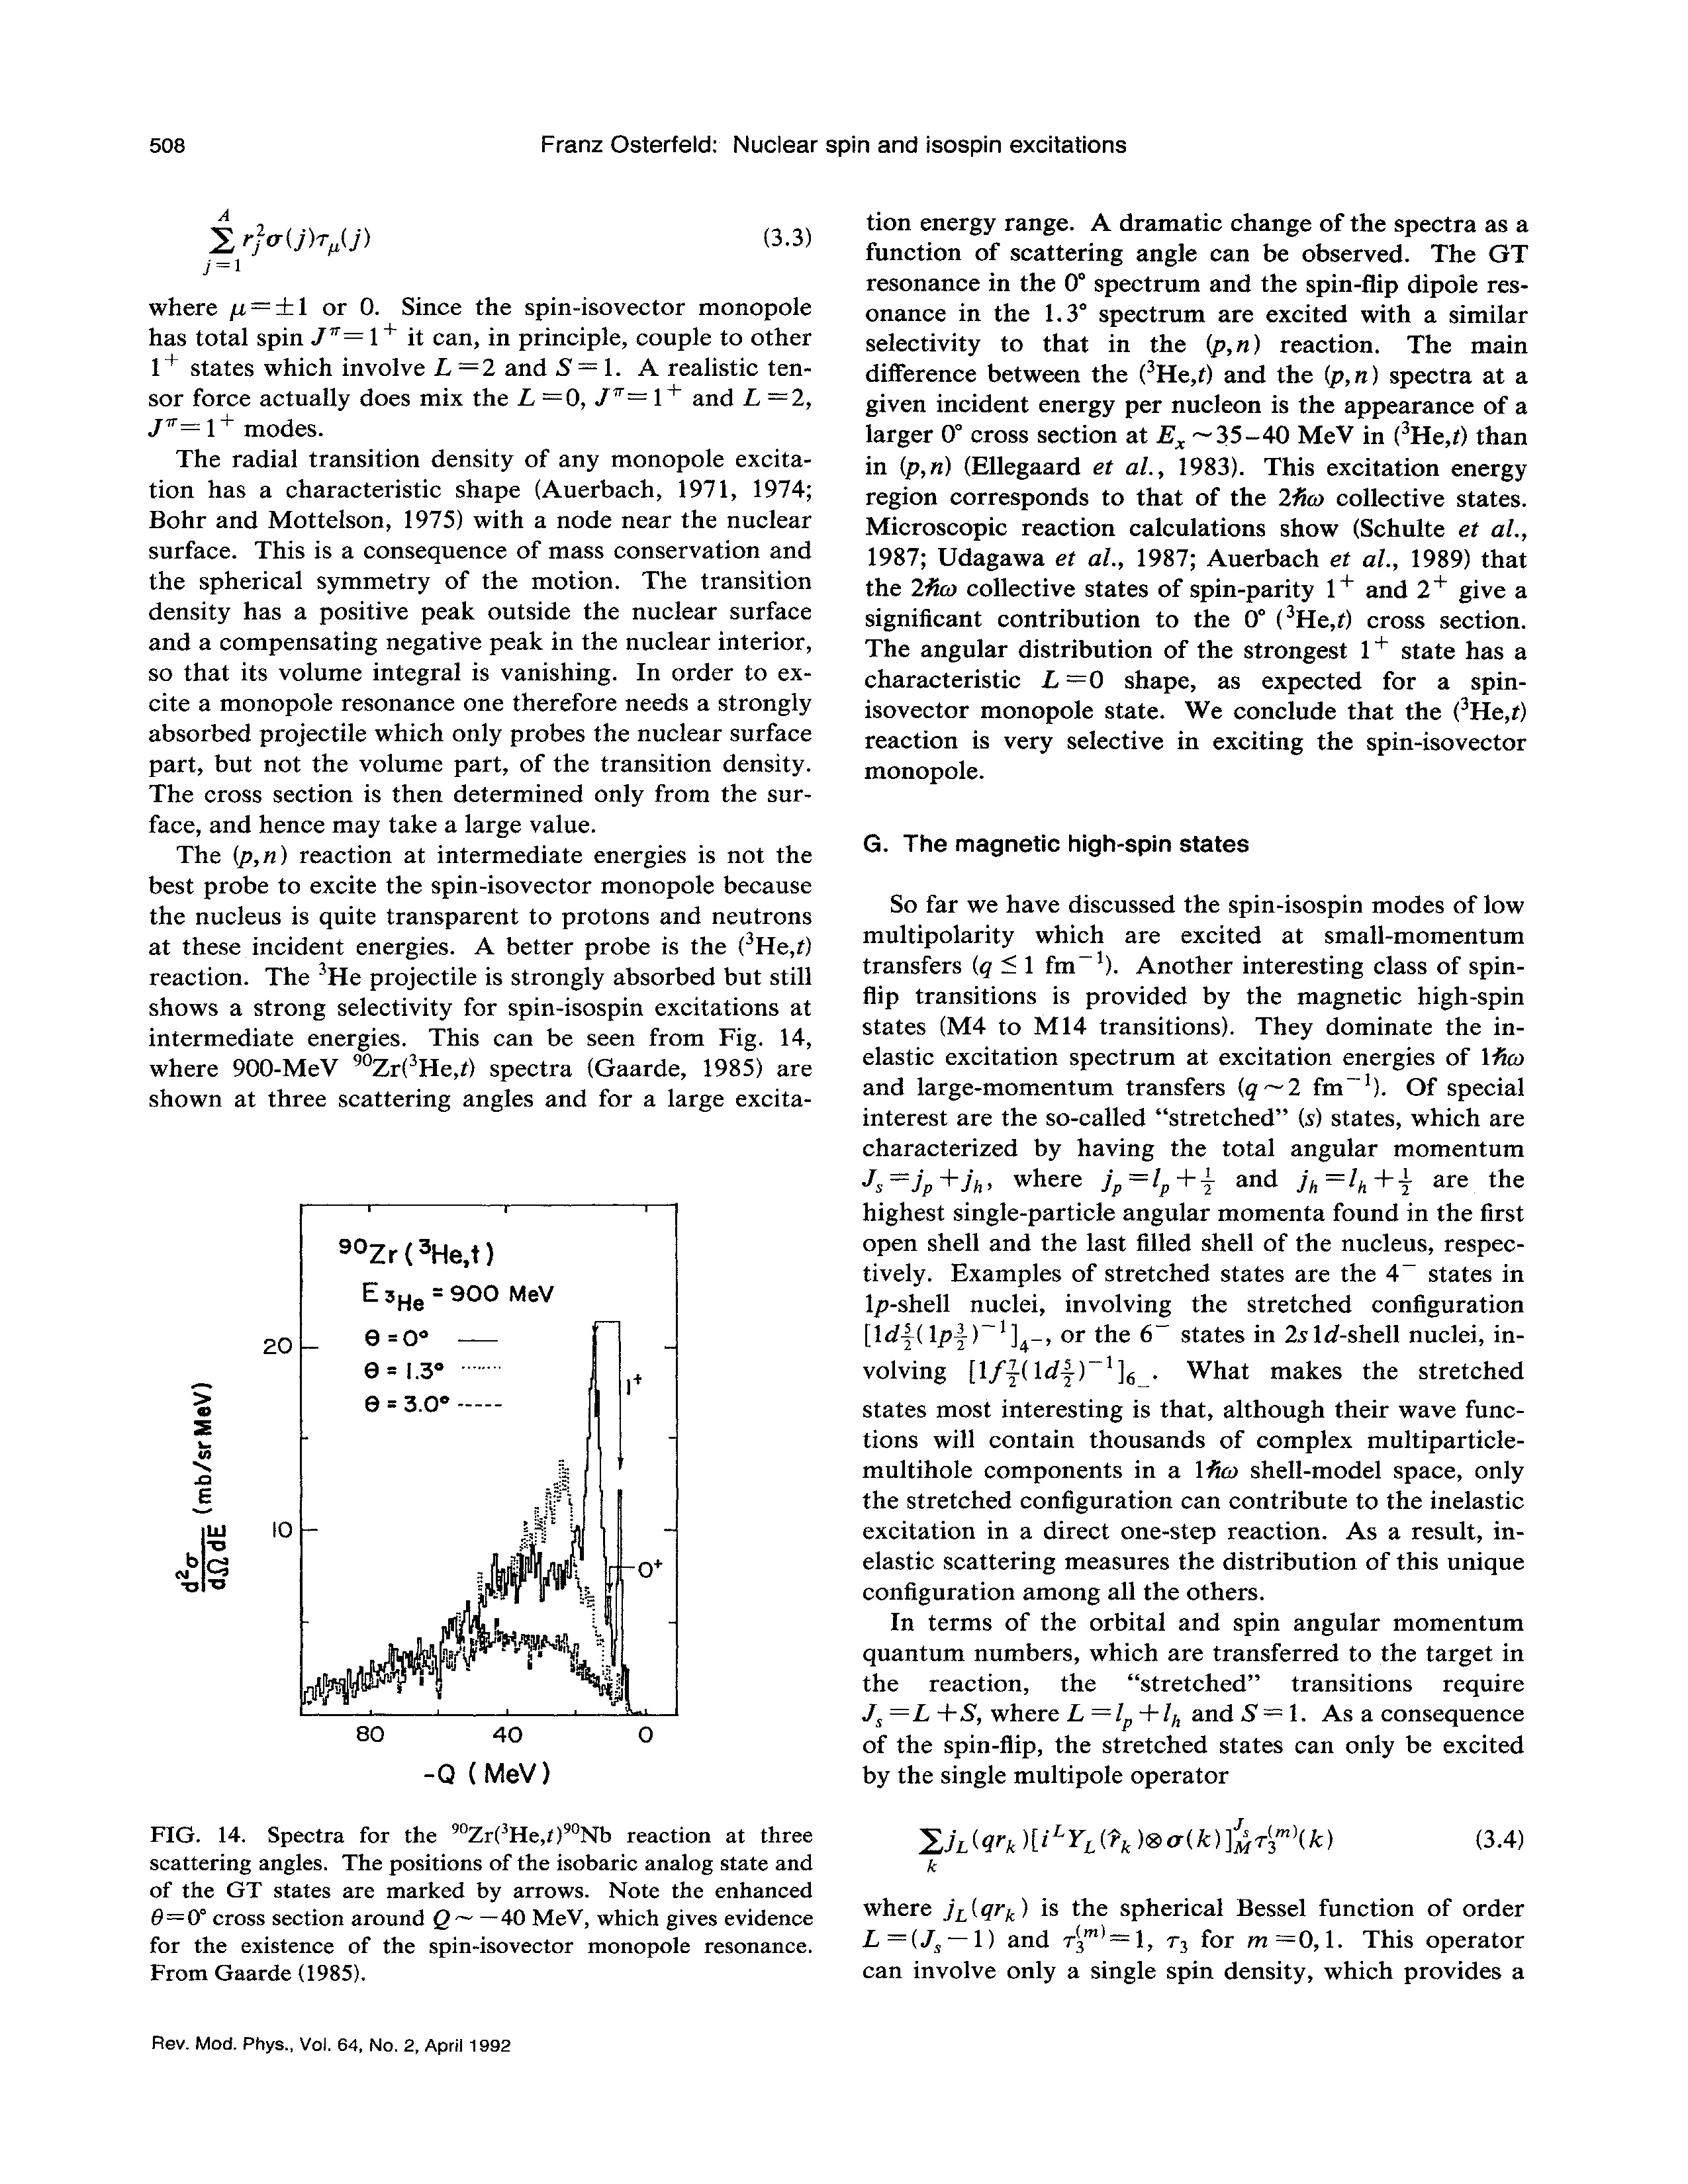 508
Franz Osterfeld: Nuclear spin and isospin excitations
A
∑ r_j^2 σ(j)τ_μ(j) (3.3)
j=1
where μ=±1 or 0. Since the spin-isovector monopole
has total spin J^π=1^+ it can, in principle, couple to other
1^+ states which involve L=2 and S=1. A realistic ten-
sor force actually does mix the L=0, J^π=1^+ and L=2,
J^π=1^+ modes.
The radial transition density of any monopole excita-
tion has a characteristic shape (Auerbach, 1971, 1974;
Bohr and Mottelson, 1975) with a node near the nuclear
surface. This is a consequence of mass conservation and
the spherical symmetry of the motion. The transition
density has a positive peak outside the nuclear surface
and a compensating negative peak in the nuclear interior,
so that its volume integral is vanishing. In order to ex-
cite a monopole resonance one therefore needs a strongly
absorbed projectile which only probes the nuclear surface
part, but not the volume part, of the transition density.
The cross section is then determined only from the sur-
face, and hence may take a large value.
The (p,n) reaction at intermediate energies is not the
best probe to excite the spin-isovector monopole because
the nucleus is quite transparent to protons and neutrons
at these incident energies. A better probe is the (³He,t)
reaction. The ³He projectile is strongly absorbed but still
shows a strong selectivity for spin-isospin excitations at
intermediate energies. This can be seen from Fig. 14,
where 900-MeV ⁹⁰Zr(³He,t) spectra (Gaarde, 1985) are
shown at three scattering angles and for a large excita-
⁹⁰Zr(³He,t)
E ³He = 900 MeV
θ = 0° ——
θ = 1.3° ········
θ = 3.0° -----
20
10
1⁺
0⁺
d²σ/dΩdE (mb/sr MeV)
80 40 0
-Q (MeV)
FIG. 14. Spectra for the ⁹⁰Zr(³He,t)⁹⁰Nb reaction at three
scattering angles. The positions of the isobaric analog state and
of the GT states are marked by arrows. Note the enhanced
θ=0° cross section around Q ~ −40 MeV, which gives evidence
for the existence of the spin-isovector monopole resonance.
From Gaarde (1985).
tion energy range. A dramatic change of the spectra as a
function of scattering angle can be observed. The GT
resonance in the 0° spectrum and the spin-flip dipole res-
onance in the 1.3° spectrum are excited with a similar
selectivity to that in the (p,n) reaction. The main
difference between the (³He,t) and the (p,n) spectra at a
given incident energy per nucleon is the appearance of a
larger 0° cross section at E_x ~35–40 MeV in (³He,t) than
in (p,n) (Ellegaard et al., 1983). This excitation energy
region corresponds to that of the 2ħω collective states.
Microscopic reaction calculations show (Schulte et al.,
1987; Udagawa et al., 1987; Auerbach et al., 1989) that
the 2ħω collective states of spin-parity 1⁺ and 2⁺ give a
significant contribution to the 0° (³He,t) cross section.
The angular distribution of the strongest 1⁺ state has a
characteristic L=0 shape, as expected for a spin-
isovector monopole state. We conclude that the (³He,t)
reaction is very selective in exciting the spin-isovector
monopole.
G. The magnetic high-spin states
So far we have discussed the spin-isospin modes of low
multipolarity which are excited at small-momentum
transfers (q ≤ 1 fm⁻¹). Another interesting class of spin-
flip transitions is provided by the magnetic high-spin
states (M4 to M14 transitions). They dominate the in-
elastic excitation spectrum at excitation energies of 1ħω
and large-momentum transfers (q ~ 2 fm⁻¹). Of special
interest are the so-called “stretched” (s) states, which are
characterized by having the total angular momentum
J_s=j_p+j_h, where j_p=l_p+½ and j_h=l_h+½ are the
highest single-particle angular momenta found in the first
open shell and the last filled shell of the nucleus, respec-
tively. Examples of stretched states are the 4⁻ states in
1p-shell nuclei, involving the stretched configuration
[1d5/2(1p3/2)⁻¹]₄₋, or the 6⁻ states in 2s1d-shell nuclei, in-
volving [1f7/2(1d5/2)⁻¹]₆₋. What makes the stretched
states most interesting is that, although their wave func-
tions will contain thousands of complex multiparticle-
multihole components in a 1ħω shell-model space, only
the stretched configuration can contribute to the inelastic
excitation in a direct one-step reaction. As a result, in-
elastic scattering measures the distribution of this unique
configuration among all the others.
In terms of the orbital and spin angular momentum
quantum numbers, which are transferred to the target in
the reaction, the “stretched” transitions require
J_s=L+S, where L=l_p+l_h and S=1. As a consequence
of the spin-flip, the stretched states can only be excited
by the single multipole operator
∑ j_L(qr_k)[i^L Y_L(r̂_k)⊗σ(k)]_M^{J_s} τ_3^{(m)}(k) (3.4)
k
where j_L(qr_k) is the spherical Bessel function of order
L=(J_s−1) and τ_3^{(m)}=1, τ_3 for m=0,1. This operator
can involve only a single spin density, which provides a
Rev. Mod. Phys., Vol. 64, No. 2, April 1992